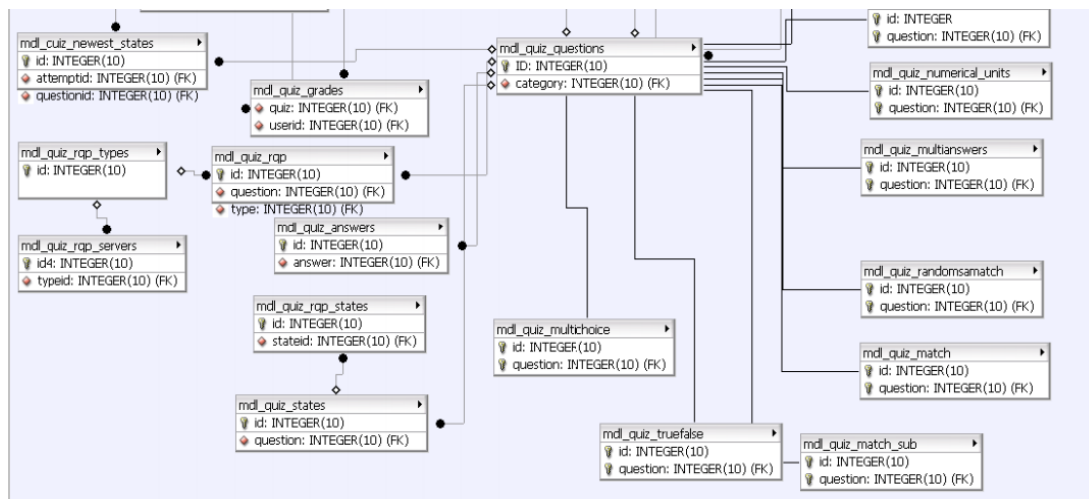 mdl_cuiz_newest_states
id: INTEGER(10)
attemptid: INTEGER(10) (FK)
questionid: INTEGER(10) (FK)
mdl_quiz_grades
quiz: INTEGER(10) (FK)
userid: INTEGER(10) (FK)
mdl_quiz_questions
ID: INTEGER(10)
category: INTEGER(10) (FK)
id: INTEGER
question: INTEGER(10) (FK)
mdl_quiz_numerical_units
id: INTEGER(10)
question: INTEGER(10) (FK)
mdl_quiz_rqp_types
id: INTEGER(10)
mdl_quiz_rqp
id: INTEGER(10)
question: INTEGER(10) (FK)
type: INTEGER(10) (FK)
mdl_quiz_multianswers
id: INTEGER(10)
question: INTEGER(10) (FK)
mdl_quiz_rqp_servers
id4: INTEGER(10)
typeid: INTEGER(10) (FK)
mdl_quiz_answers
id: INTEGER(10)
answer: INTEGER(10) (FK)
mdl_quiz_randomsamatch
id: INTEGER(10)
question: INTEGER(10) (FK)
mdl_quiz_rqp_states
id: INTEGER(10)
stateid: INTEGER(10) (FK)
mdl_quiz_multichoice
id: INTEGER(10)
question: INTEGER(10) (FK)
mdl_quiz_match
id: INTEGER(10)
question: INTEGER(10) (FK)
mdl_quiz_states
id: INTEGER(10)
question: INTEGER(10) (FK)
mdl_quiz_truefalse
id: INTEGER(10)
question: INTEGER(10) (FK)
mdl_quiz_match_sub
id: INTEGER(10)
question: INTEGER(10) (FK)